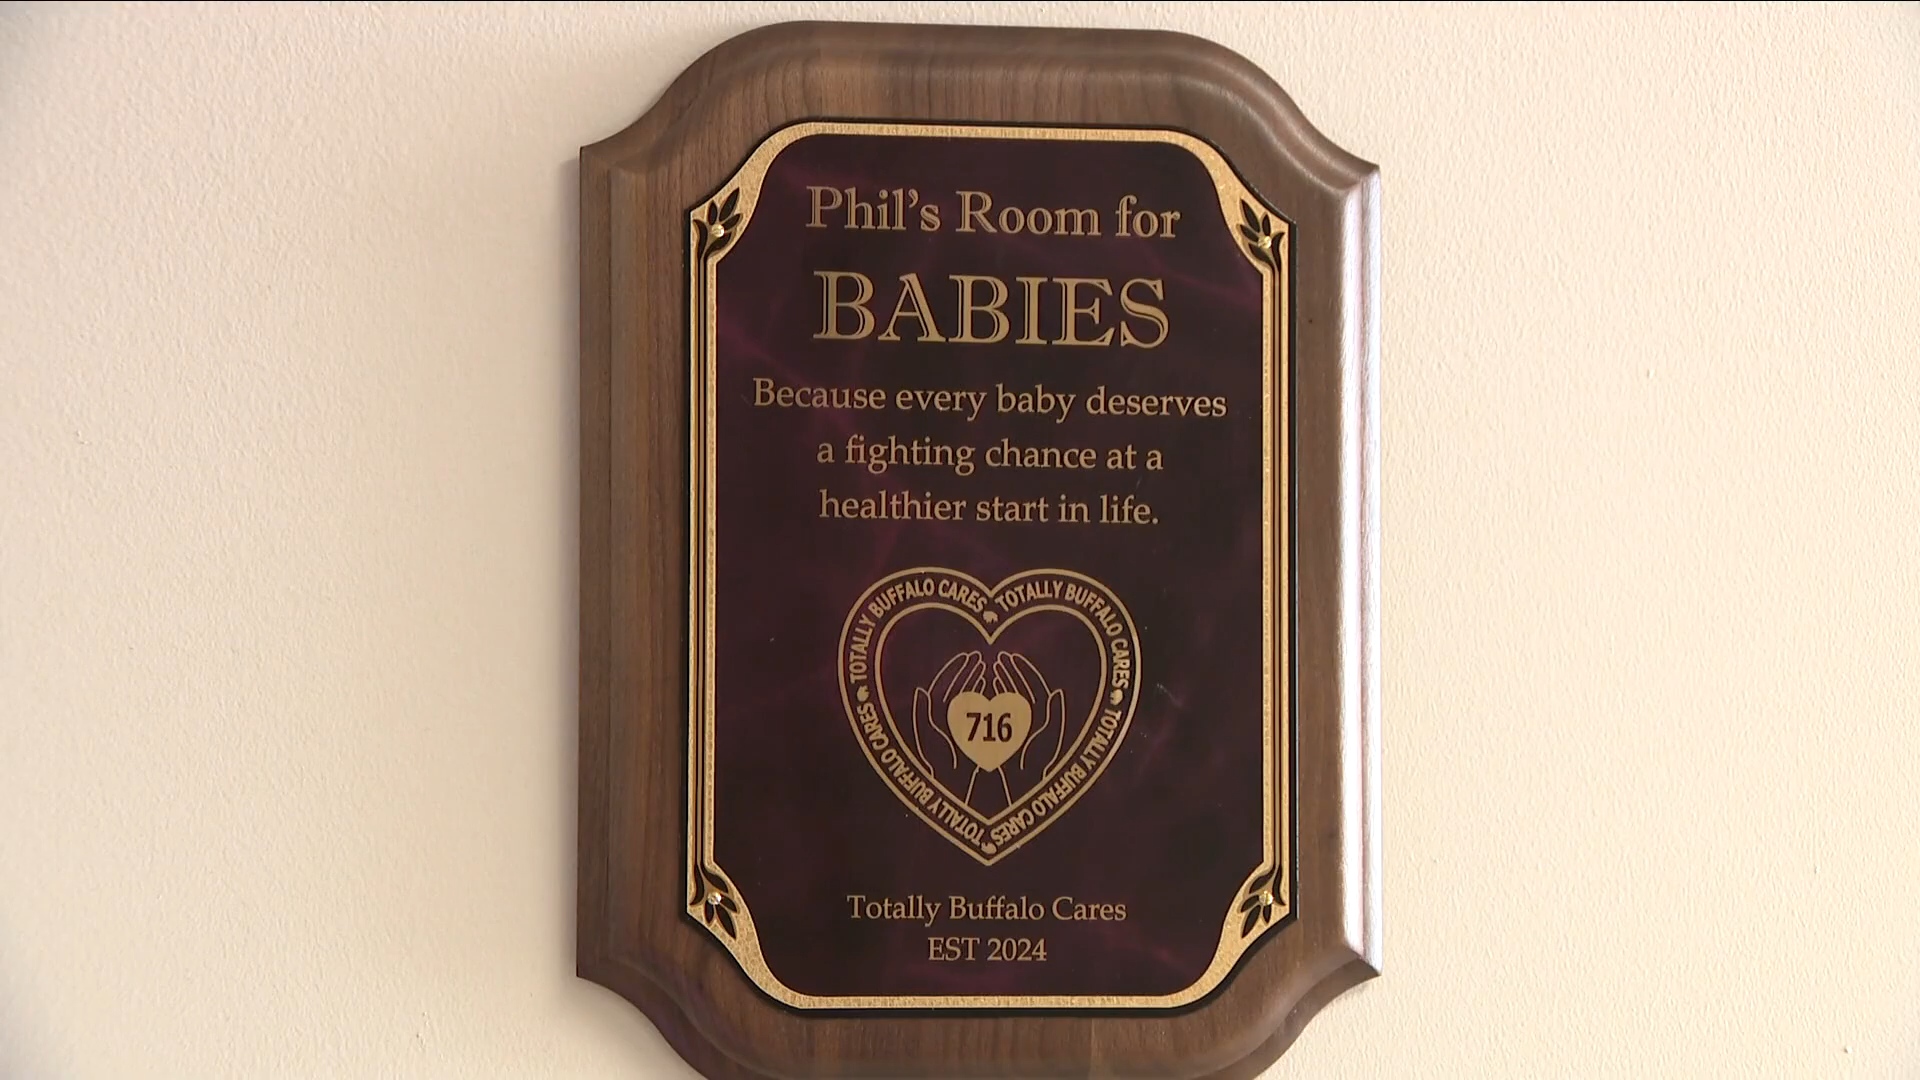 Phil's Room for
BABIES
Because every baby deserves
a fighting chance at a
healthier start in life.
TOTALLY BUFFALO CARES TOTALLY BUFFALO CARES TOTALLY BUFFALO CARES TOTALLY BUFFALO CARES
716
Totally Buffalo Cares
EST 2024